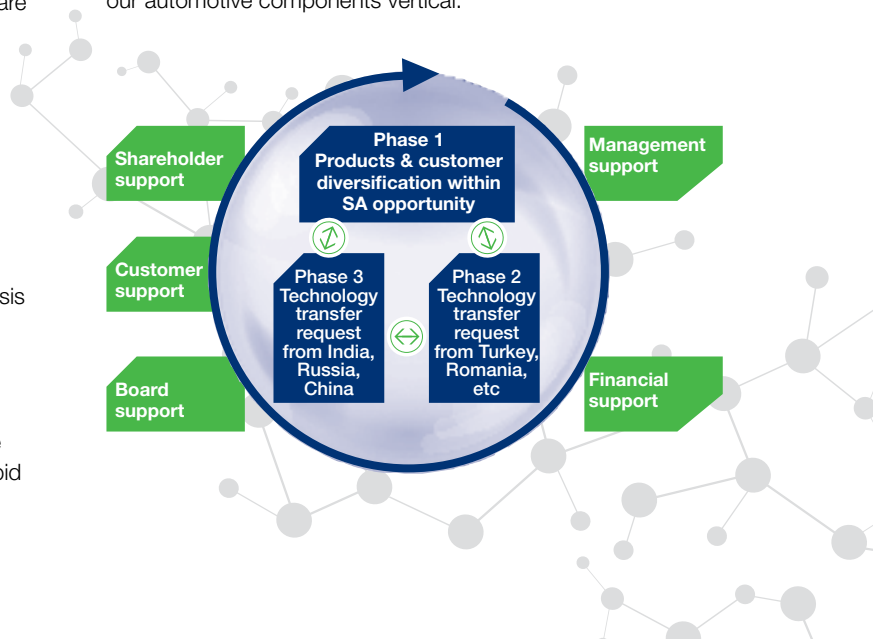 are
our automotive components vertical.
Shareholder
support
Phase 1
Products & customer
diversification within
SA opportunity
Management
support
Customer
support
Phase 3
Technology
transfer
request
from India,
Russia,
China
Phase 2
Technology
transfer
request
from Turkey,
Romania,
etc
sis
Board
support
Financial
support
oid